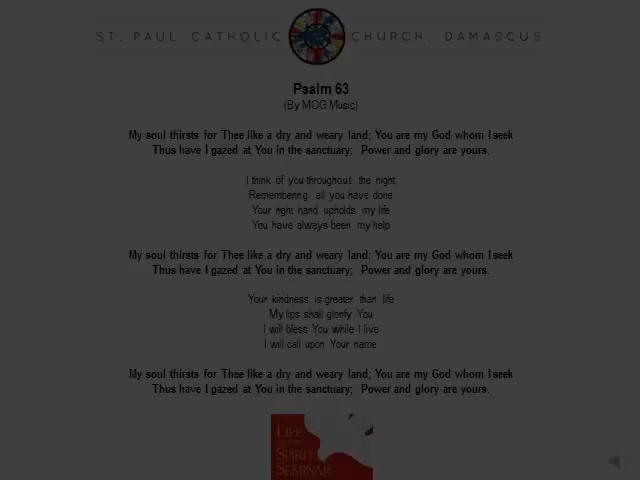 ST. PAUL CATHOLIC CHURCH, DAMASCUS
Psalm 63
(By MOG Music)
My soul thirsts for Thee like a dry and weary land; You are my God whom I seek
Thus have I gazed at You in the sanctuary; Power and glory are yours.
I think of you throughout the night
Remembering all you have done
Your right hand upholds my life
You have always been my help
My soul thirsts for Thee like a dry and weary land; You are my God whom I seek
Thus have I gazed at You in the sanctuary; Power and glory are yours.
Your kindness is greater than life
My lips shall glorify You
I will bless You while I live
I will call upon Your name
My soul thirsts for Thee like a dry and weary land; You are my God whom I seek
Thus have I gazed at You in the sanctuary; Power and glory are yours.
LIFE
SPIRIT
SEMINAR